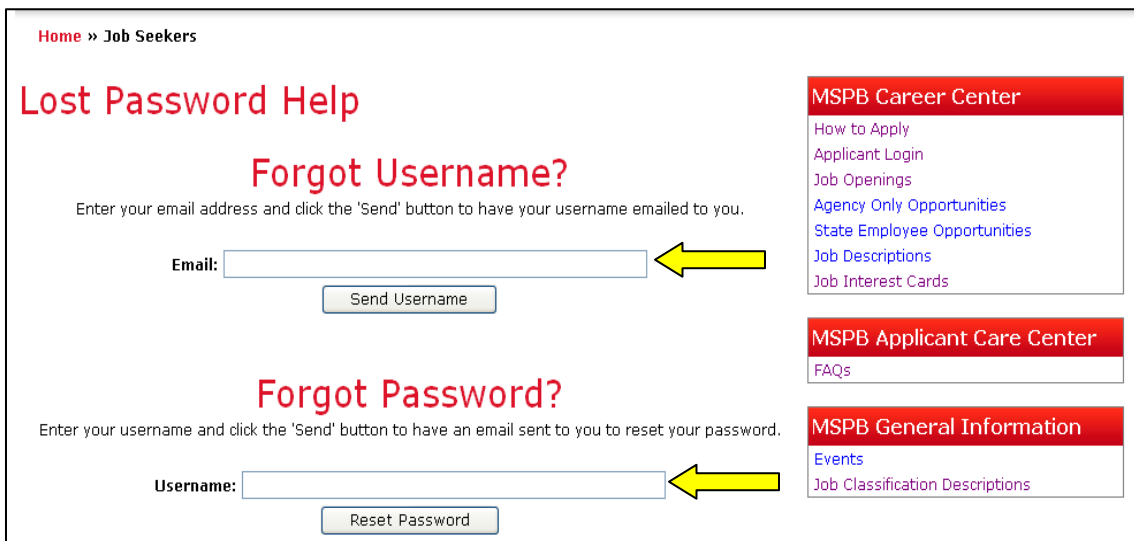 Home » Job Seekers
Lost Password Help
Forgot Username?
Enter your email address and click the 'Send' button to have your username emailed to you.
Email:
Send Username
Forgot Password?
Enter your username and click the 'Send' button to have an email sent to you to reset your password.
Username:
Reset Password
MSPB Career Center
How to Apply
Applicant Login
Job Openings
Agency Only Opportunities
State Employee Opportunities
Job Descriptions
Job Interest Cards
MSPB Applicant Care Center
FAQs
MSPB General Information
Events
Job Classification Descriptions